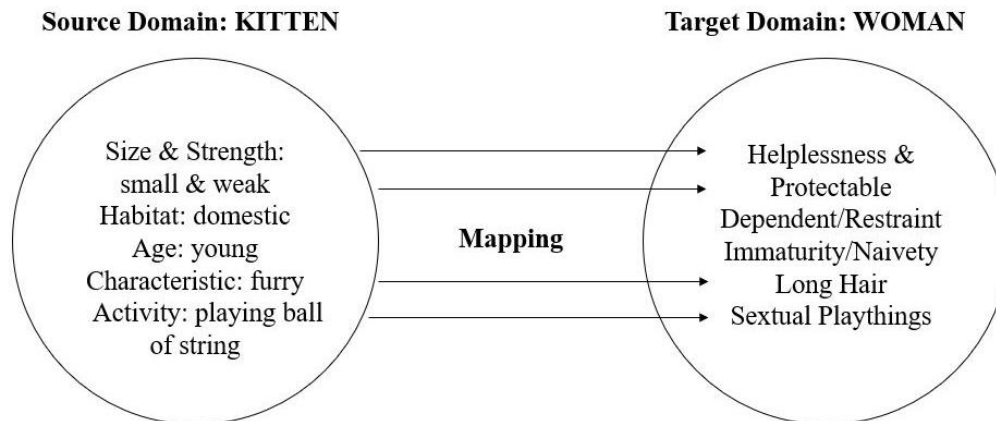 Source Domain: KITTEN
Target Domain: WOMAN
Size & Strength:
small & weak
Habitat: domestic
Age: young
Characteristic: furry
Activity: playing ball
of string
Mapping
Helplessness &
Protectable
Dependent/Restraint
Immaturity/Naivety
Long Hair
Sextual Playthings